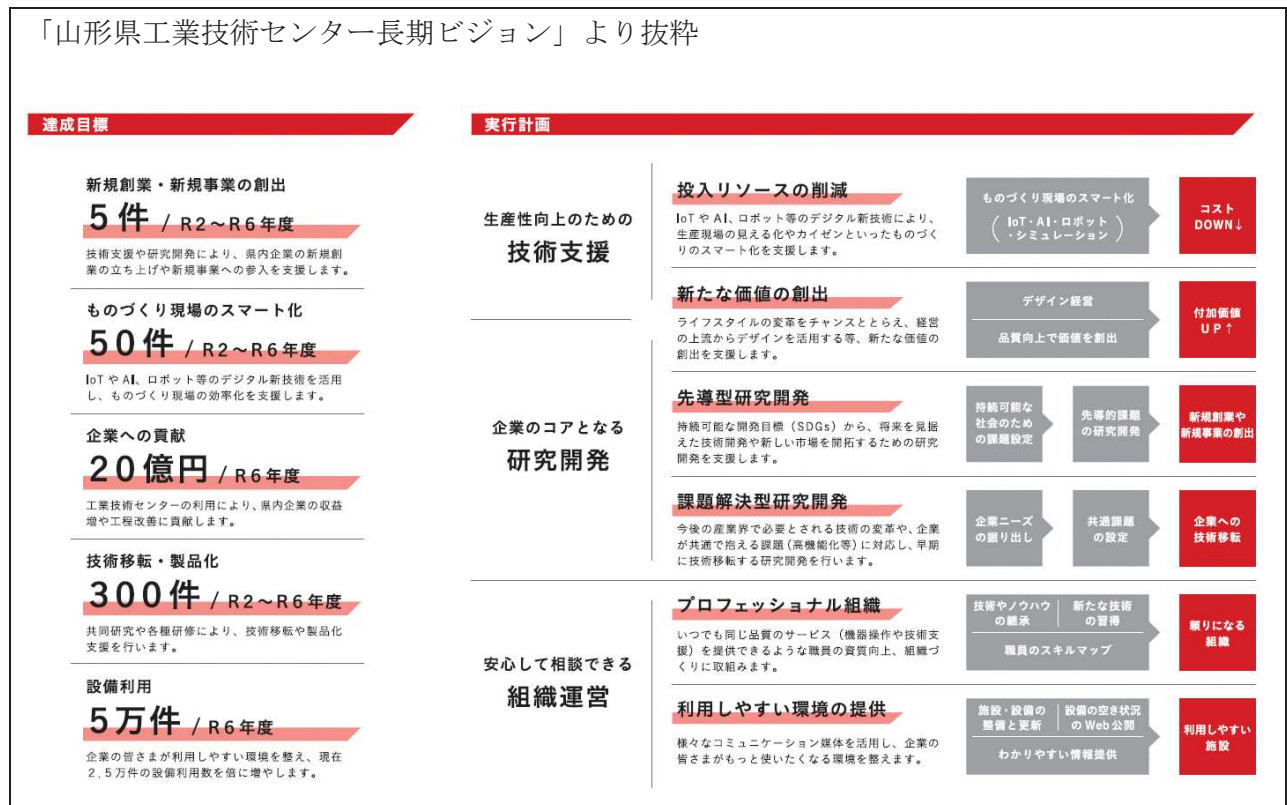 「山形県工業技術センター長期ビジョン」より抜粋
達成目標
新規創業・新規事業の創出
5件 / R2～R6年度
技術支援や研究開発により、県内企業の新規創
業の立ち上げや新規事業への参入を支援します。
ものづくり現場のスマート化
50件 / R2～R6年度
IoTやAI、ロボット等のデジタル新技術を活用
し、ものづくり現場の効率化を支援します。
企業への貢献
20億円 / R6年度
工業技術センターの利用により、県内企業の収益
増や工程改善に貢献します。
技術移転・製品化
300件 / R2～R6年度
共同研究や各種研修により、技術移転や製品化
支援を行います。
設備利用
5万件 / R6年度
企業の皆さまが利用しやすい環境を整え、現在
2.5万件の設備利用数を倍に増やします。
実行計画
生産性向上のための
技術支援
企業のコアとなる
研究開発
安心して相談できる
組織運営
投入リソースの削減
IoTやAI、ロボット等のデジタル新技術により、
生産現場の見える化やカイゼンといったものづく
りのスマート化を支援します。
ものづくり現場のスマート化
(IoT・AI・ロボット
・シミュレーション)
コスト
DOWN↓
新たな価値の創出
ライフスタイルの変革をチャンスととらえ、経営
の上流からデザインを活用する等、新たな価値の
創出を支援します。
デザイン経営
品質向上で価値を創出
付加価値
UP↑
先導型研究開発
持続可能な開発目標（SDGs）から、将来を見据
えた技術開発や新しい市場を開拓するための研究
開発を支援します。
持続可能な
社会のため
の課題設定
先導的課題
の研究開発
新規創業や
新規事業の創出
課題解決型研究開発
今後の産業界で必要とされる技術の変革や、企業
が共通で抱える課題（高機能化等）に対応し、早期
に技術移転する研究開発を行います。
企業ニーズ
の掘り出し
共通課題
の設定
企業への
技術移転
プロフェッショナル組織
いつでも同じ品質のサービス（機器操作や技術支
援）を提供できるような職員の資質向上、組織づ
くりに取組みます。
技術やノウハウ
の継承
新たな技術
の習得
職員のスキルマップ
頼りになる
組織
利用しやすい環境の提供
様々なコミュニケーション媒体を活用し、企業の
皆さまがもっと使いたくなる環境を整えます。
施設・設備の
整備と更新
設備の空き状況
のWeb公開
わかりやすい情報提供
利用しやすい
施設